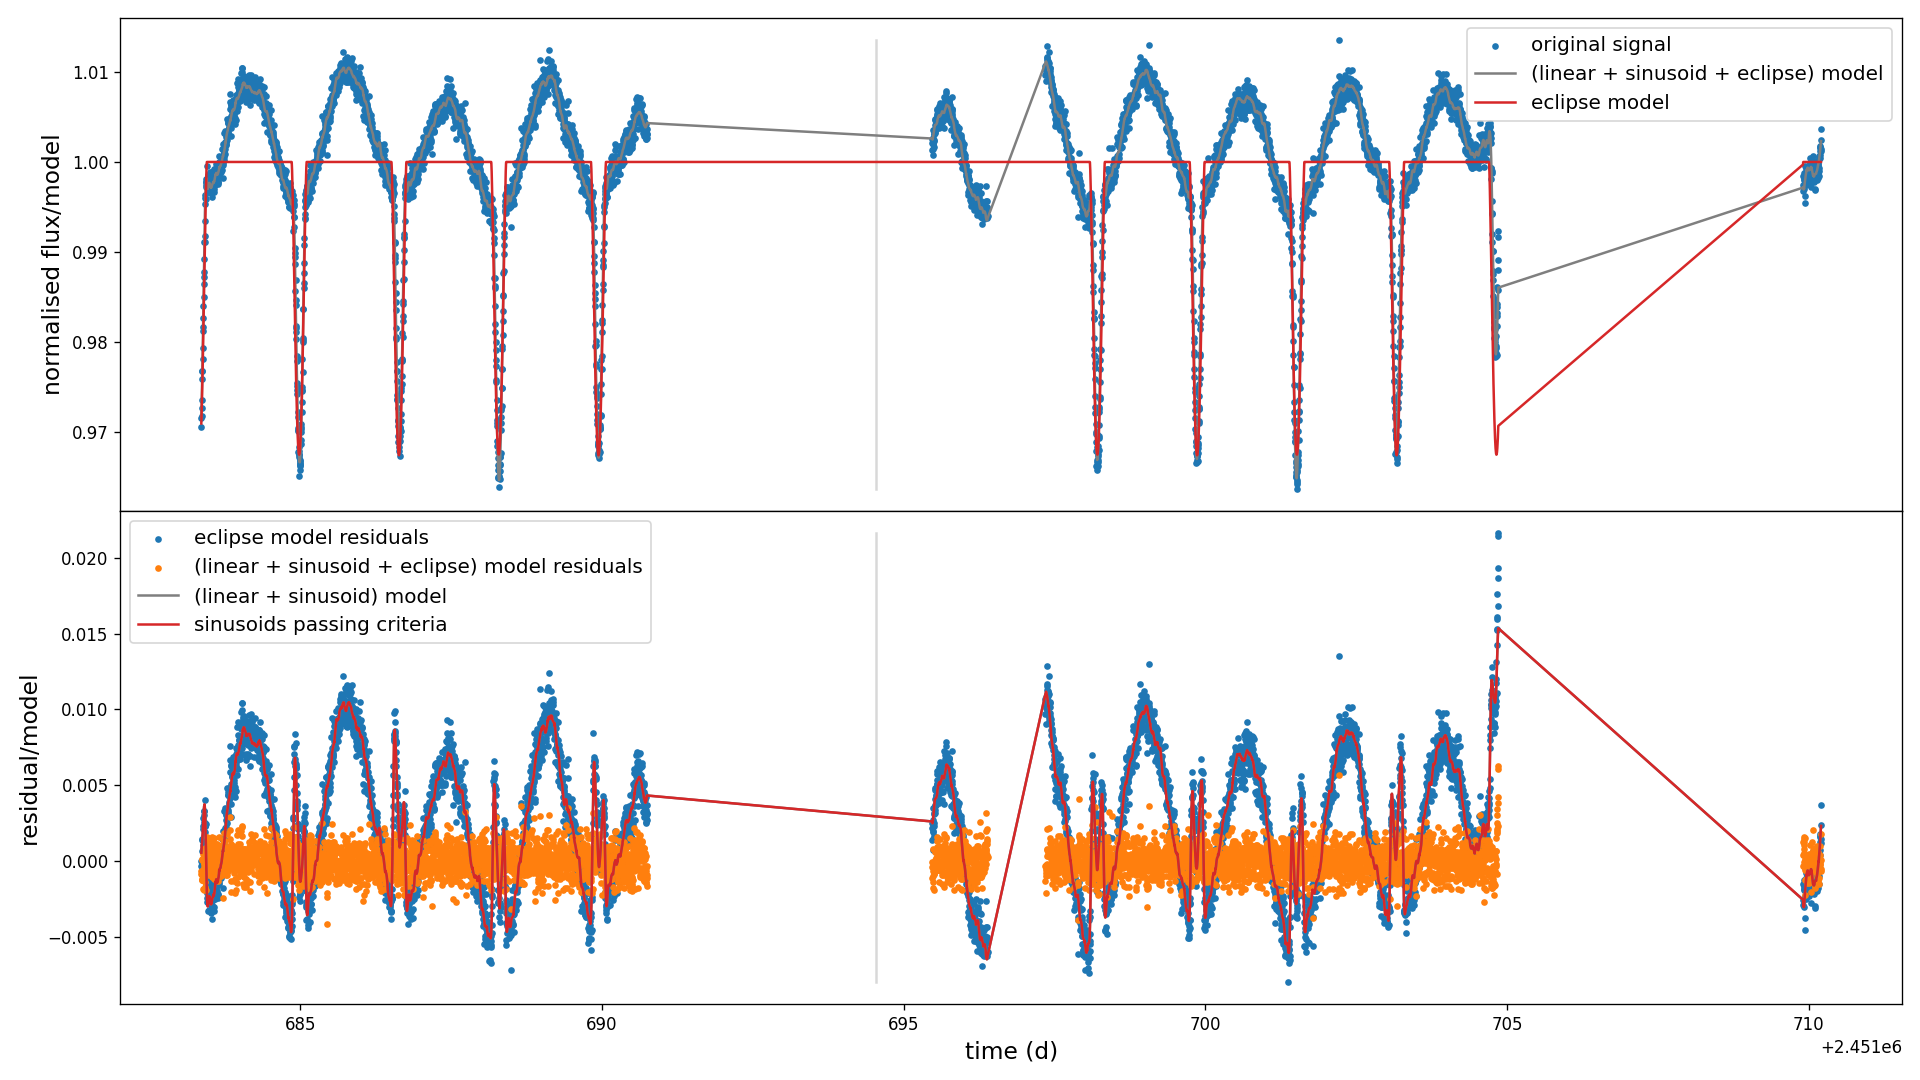 original signal
(linear + sinusoid + eclipse) model
eclipse model
1.01
1.00
0.99
0.98
0.97
normalised flux/model
eclipse model residuals
(linear + sinusoid + eclipse) model residuals
(linear + sinusoid) model
sinusoids passing criteria
0.020
0.015
0.010
0.005
0.000
−0.005
residual/model
685 690 695 700 705 710
time (d)
+2.451e6